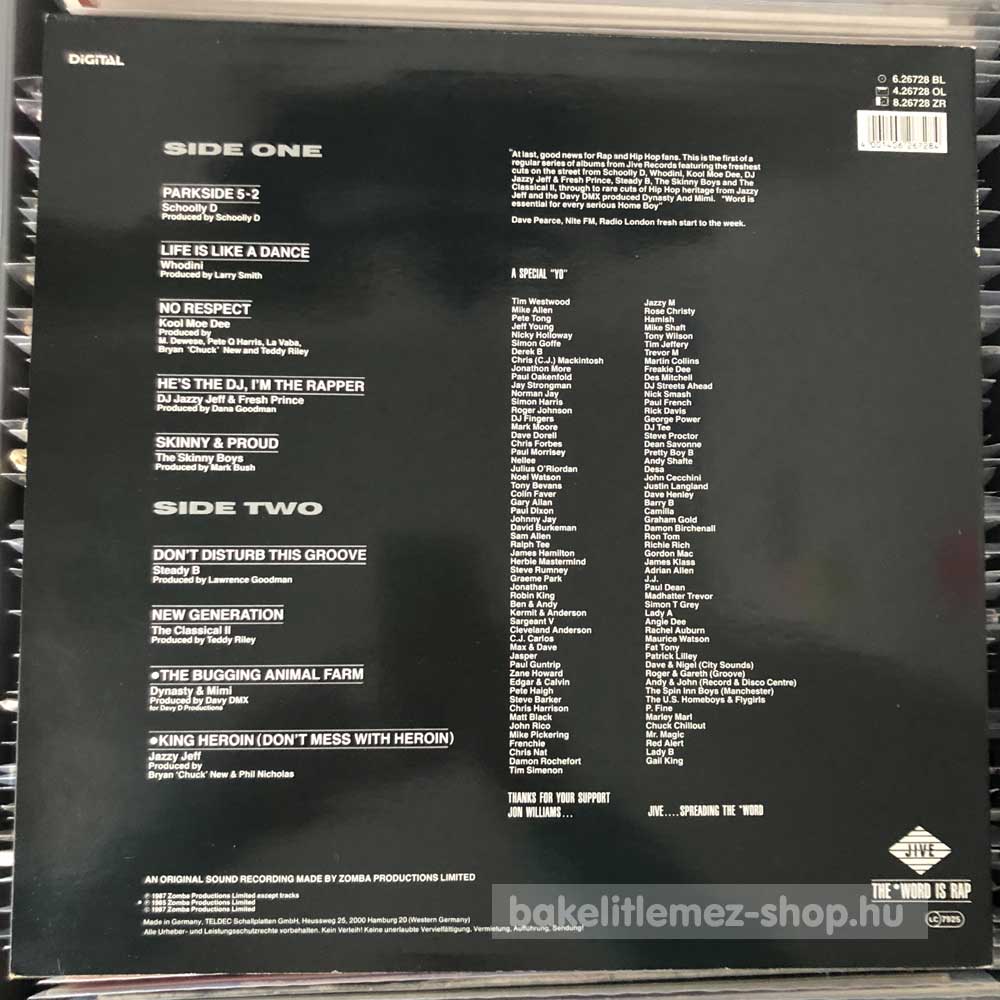 DIGITAL
6.26728 BL
4.26728 OL
8.26728 ZR
4 001406 267284
SIDE ONE
PARKSIDE 5-2
Schoolly D
Produced by Schoolly D
LIFE IS LIKE A DANCE
Whodini
Produced by Larry Smith
NO RESPECT
Kool Moe Dee
Produced by
M. Dewese, Pete Q Harris, La Vaba,
Bryan 'Chuck' New and Teddy Riley
HE'S THE DJ, I'M THE RAPPER
DJ Jazzy Jeff & Fresh Prince
Produced by Dana Goodman
SKINNY & PROUD
The Skinny Boys
Produced by Mark Bush
SIDE TWO
DON'T DISTURB THIS GROOVE
Steady B
Produced by Lawrence Goodman
NEW GENERATION
The Classical II
Produced by Teddy Riley
•THE BUGGING ANIMAL FARM
Dynasty & Mimi
Produced by Davy DMX
for Davy D Productions
•KING HEROIN (DON'T MESS WITH HEROIN)
Jazzy Jeff
Produced by
Bryan 'Chuck' New & Phil Nicholas
"At last, good news for Rap and Hip Hop fans. This is the first of a
regular series of albums from Jive Records featuring the freshest
cuts on the street from Schoolly D, Whodini, Kool Moe Dee, DJ
Jazzy Jeff & Fresh Prince, Steady B, The Skinny Boys and The
Classical II, through to rare cuts of Hip Hop heritage from Jazzy
Jeff and the Davy DMX produced Dynasty And Mimi. "Word is
essential for every serious Home Boy"
Dave Pearce, Nite FM, Radio London fresh start to the week.
A SPECIAL "YO"
Tim Westwood
Mike Allen
Pete Tong
Jeff Young
Nicky Holloway
Simon Goffe
Derek B
Chris (C.J.) Mackintosh
Jonathon More
Paul Oakenfold
Jay Strongman
Norman Jay
Simon Harris
Roger Johnson
DJ Fingers
Mark Moore
Dave Dorell
Chris Forbes
Paul Morrisey
Nellee
Julius O'Riordan
Noel Watson
Tony Bevans
Colin Faver
Gary Allan
Paul Dixon
Johnny Jay
David Burkeman
Sam Allen
Ralph Tee
James Hamilton
Herbie Mastermind
Steve Rumney
Graeme Park
Jonathan
Robin King
Ben & Andy
Kermit & Anderson
Sargeant V
Cleveland Anderson
C.J. Carlos
Max & Dave
Jasper
Paul Guntrip
Zane Howard
Edgar & Calvin
Pete Haigh
Steve Barker
Chris Harrison
Matt Black
John Rico
Mike Pickering
Frenchie
Chris Nat
Damon Rochefort
Tim Simenon
Jazzy M
Rose Christy
Hamish
Mike Shaft
Tony Wilson
Tim Jeffery
Trevor M
Martin Collins
Freakie Dee
Des Mitchell
DJ Streets Ahead
Nick Smash
Paul French
Rick Davis
George Power
DJ Tee
Steve Proctor
Dean Savonne
Pretty Boy B
Andy Shafte
Desa
John Cecchini
Justin Langland
Dave Henley
Barry B
Camilla
Graham Gold
Damon Birchenall
Ron Tom
Richie Rich
Gordon Mac
James Klass
Adrian Allen
J.J.
Paul Dean
Madhatter Trevor
Simon T Grey
Lady A
Angie Dee
Rachel Auburn
Maurice Watson
Fat Tony
Patrick Lilley
Dave & Nigel (City Sounds)
Roger & Gareth (Groove)
Andy & John (Record & Disco Centre)
The Spin Inn Boys (Manchester)
The U.S. Homeboys & Flygirls
P. Fine
Marley Marl
Chuck Chillout
Mr. Magic
Red Alert
Lady B
Gail King
THANKS FOR YOUR SUPPORT
JON WILLIAMS...
JIVE....SPREADING THE "WORD
JIVE
THE "WORD IS RAP
LC 7925
AN ORIGINAL SOUND RECORDING MADE BY ZOMBA PRODUCTIONS LIMITED
℗ 1987 Zomba Productions Limited except tracks
•℗ 1985 Zomba Productions Limited
© 1987 Zomba Productions Limited
Made in Germany, TELDEC Schallplatten GmbH, Heussweg 25, 2000 Hamburg 20 (Western Germany)
Alle Urheber- und Leistungsschutzrechte vorbehalten. Kein Verleih! Keine unerlaubte Vervielfältigung, Vermietung, Aufführung, Sendung!
bakelitlemez-shop.hu